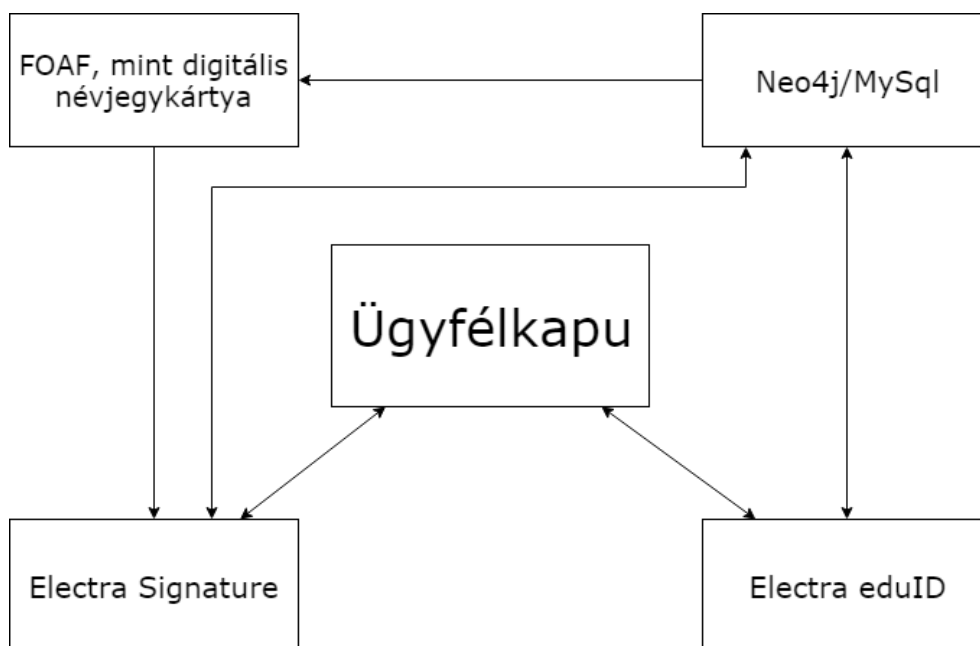 FOAF, mint digitális
névjegykártya
Neo4j/MySql
Ügyfélkapu
Electra Signature
Electra eduID